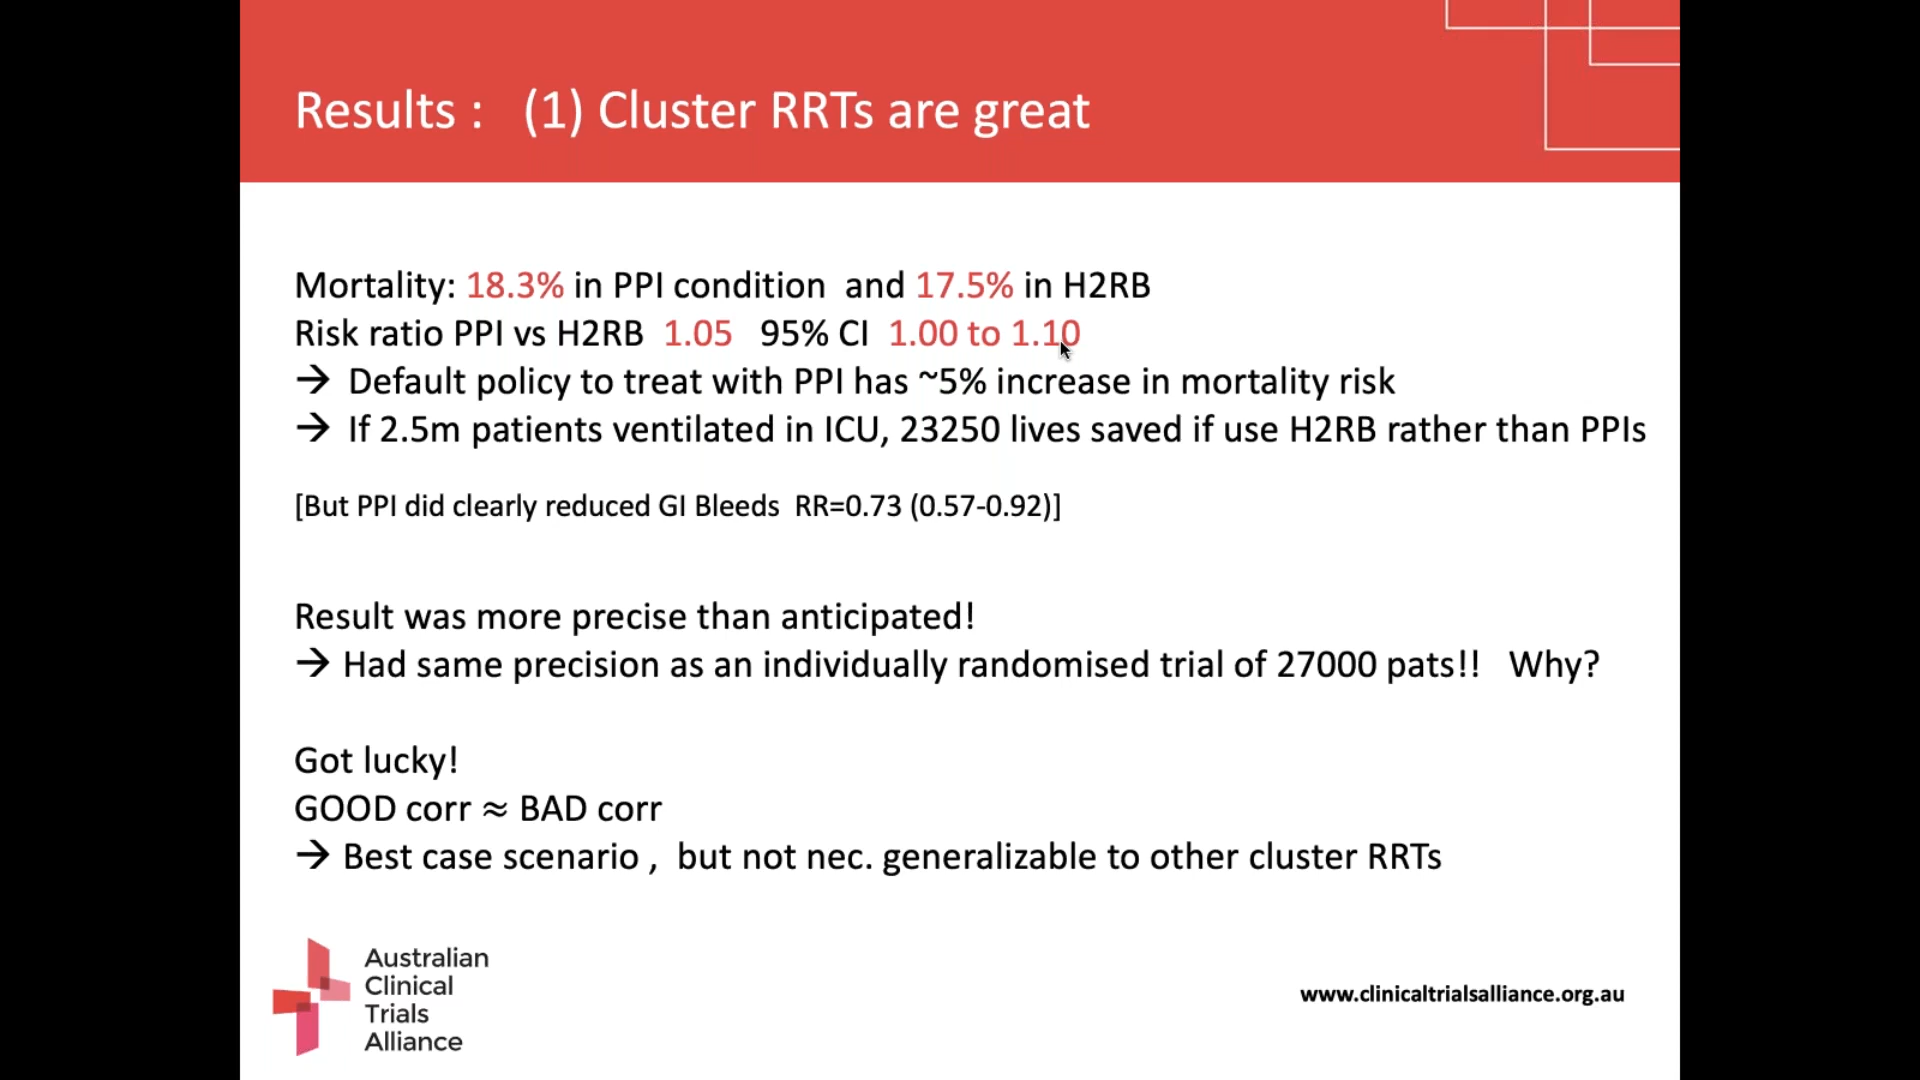 Results : (1) Cluster RRTs are great
Mortality: 18.3% in PPI condition and 17.5% in H2RB
Risk ratio PPI vs H2RB 1.05 95% CI 1.00 to 1.10
→ Default policy to treat with PPI has ~5% increase in mortality risk
→ If 2.5m patients ventilated in ICU, 23250 lives saved if use H2RB rather than PPIs
[But PPI did clearly reduced GI Bleeds RR=0.73 (0.57-0.92)]
Result was more precise than anticipated!
→ Had same precision as an individually randomised trial of 27000 pats!! Why?
Got lucky!
GOOD corr ≈ BAD corr
→ Best case scenario , but not nec. generalizable to other cluster RRTs
Australian
Clinical
Trials
Alliance
www.clinicaltrialsalliance.org.au